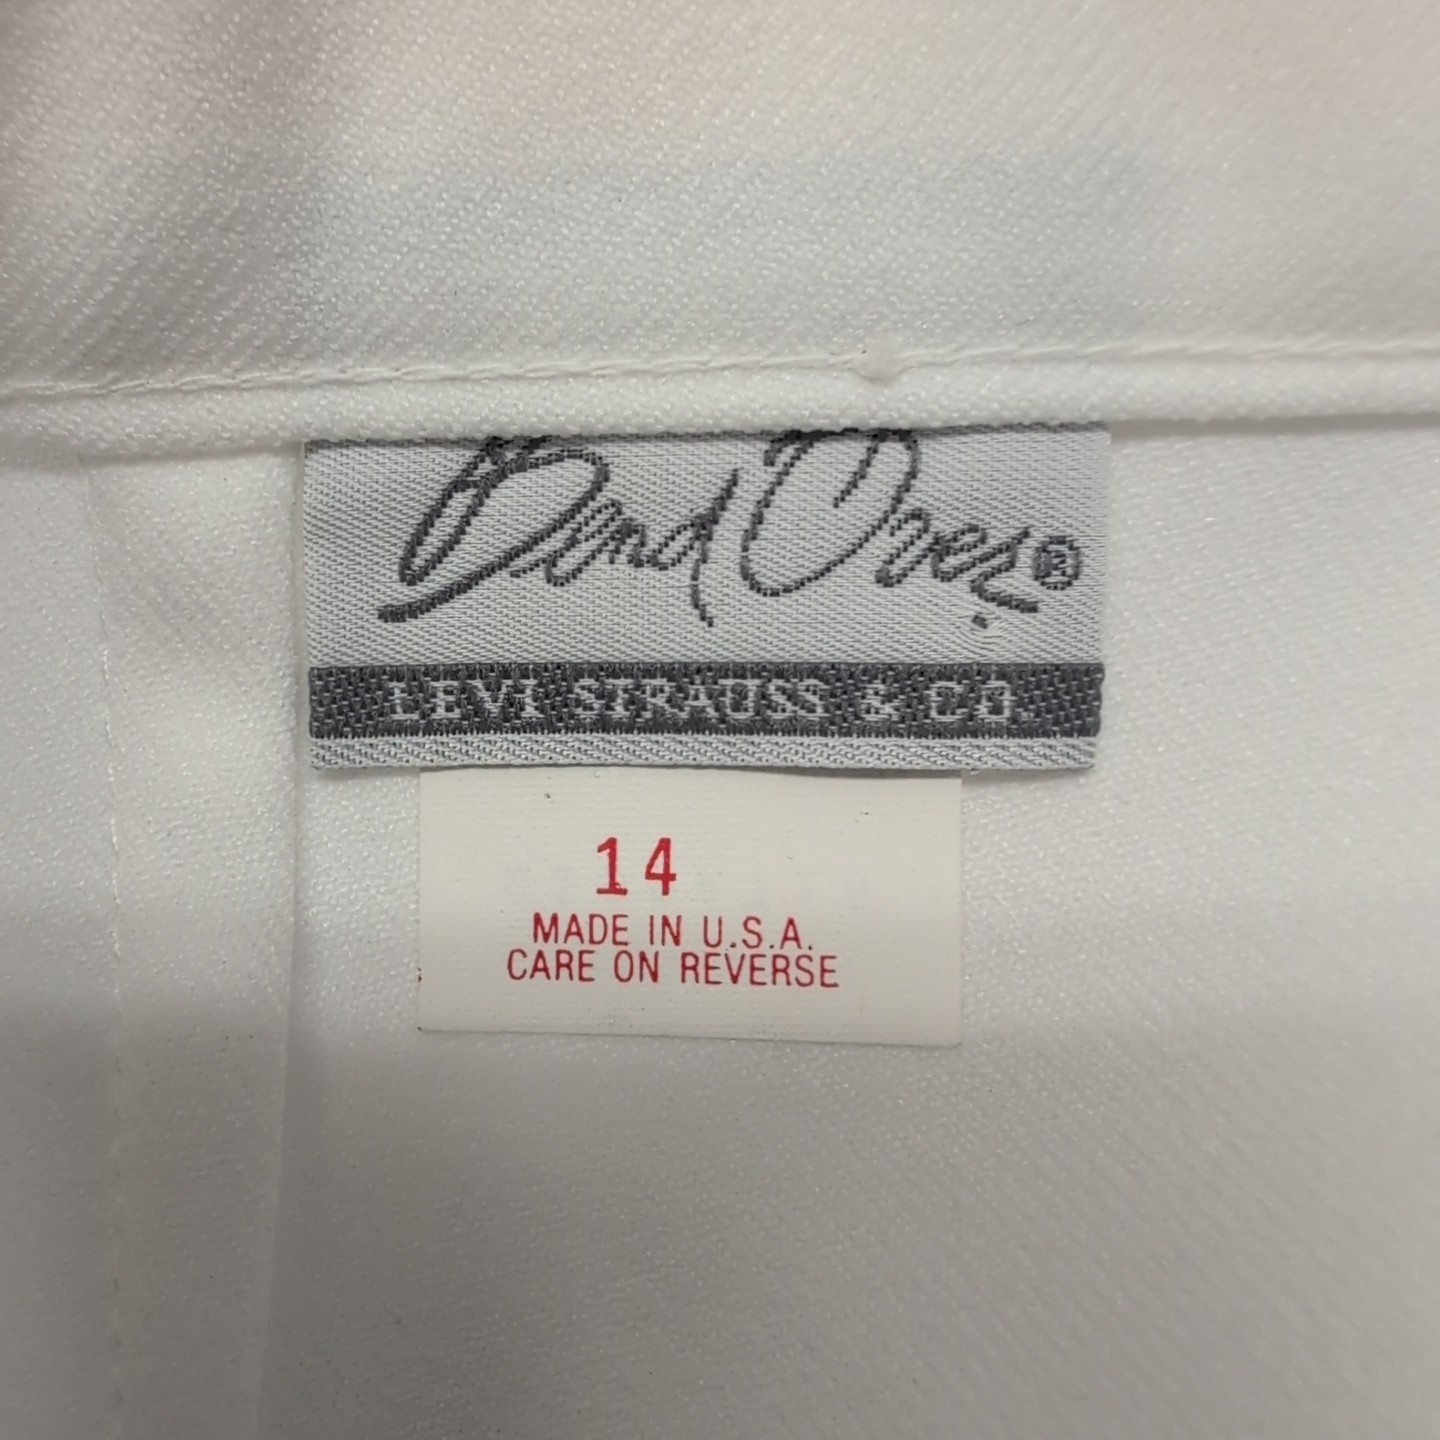 Bend Over®
LEVI STRAUSS & CO.
14
MADE IN U.S.A.
CARE ON REVERSE